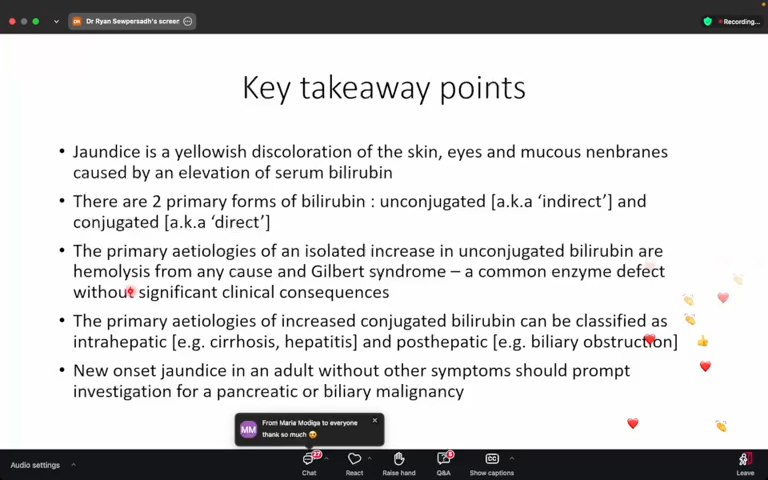 DR Dr Ryan Sewpersadh's screen
Recording...
Key takeaway points
• Jaundice is a yellowish discoloration of the skin, eyes and mucous nenbranes
caused by an elevation of serum bilirubin
• There are 2 primary forms of bilirubin : unconjugated [a.k.a 'indirect'] and
conjugated [a.k.a 'direct']
• The primary aetiologies of an isolated increase in unconjugated bilirubin are
hemolysis from any cause and Gilbert syndrome – a common enzyme defect
without significant clinical consequences
• The primary aetiologies of increased conjugated bilirubin can be classified as
intrahepatic [e.g. cirrhosis, hepatitis] and posthepatic [e.g. biliary obstruction]
• New onset jaundice in an adult without other symptoms should prompt
investigation for a pancreatic or biliary malignancy
MM
From Maria Modiga to everyone
thank so much
Audio settings
27
Chat
React
Raise hand
Q&A
Show captions
Leave